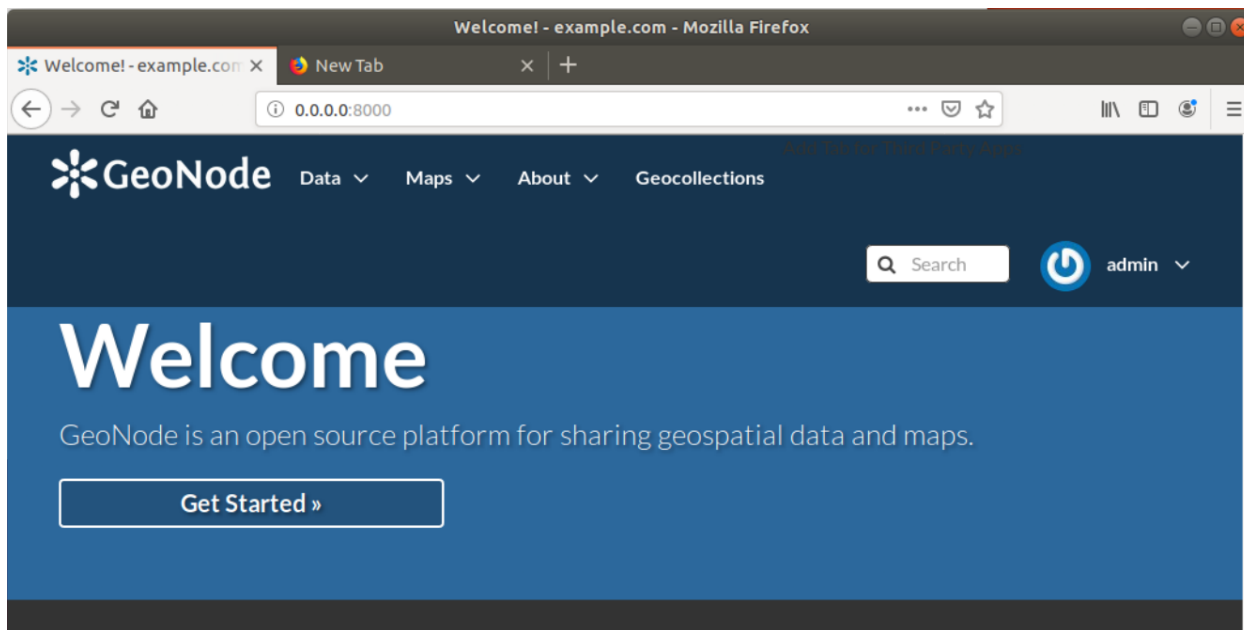 Welcome! - example.com - Mozilla Firefox
Welcome! - example.com
New Tab
0.0.0.0:8000
GeoNode Data Maps About Geocollections
Search admin
Welcome
GeoNode is an open source platform for sharing geospatial data and maps.
Get Started »